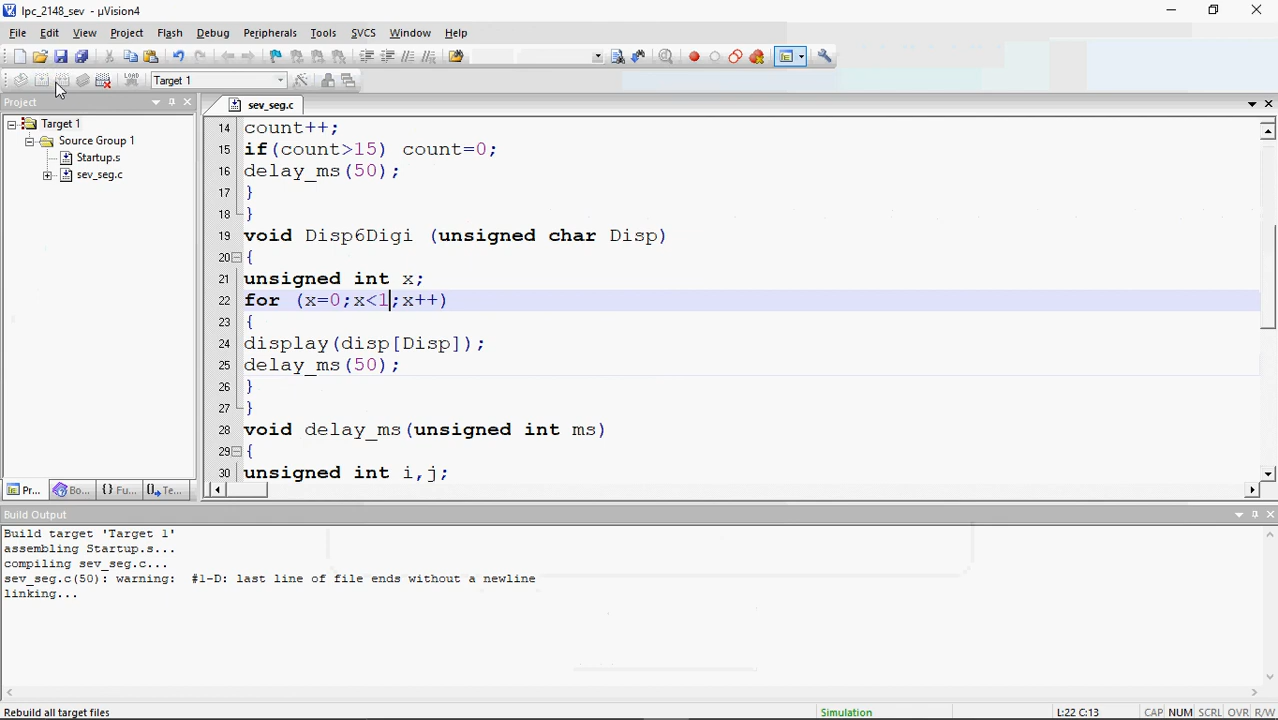 lpc_2148_sev - µVision4
File Edit View Project Flash Debug Peripherals Tools SVCS Window Help
LOAD Target 1
Project
sev_seg.c
Target 1
Source Group 1
Startup.s
sev_seg.c
14 count++;
15 if(count>15) count=0;
16 delay_ms(50);
17 }
18 }
19 void Disp6Digi (unsigned char Disp)
20 {
21 unsigned int x;
22 for (x=0;x<1;x++)
23 {
24 display(disp[Disp]);
25 delay_ms(50);
26 }
27 }
28 void delay_ms(unsigned int ms)
29 {
30 unsigned int i,j;
Pr... Bo... {} Fu... Te...
Build Output
Build target 'Target 1'
assembling Startup.s...
compiling sev_seg.c...
sev_seg.c(50): warning: #1-D: last line of file ends without a newline
linking...
Rebuild all target files Simulation L:22 C:13 CAP NUM SCRL OVR R/W